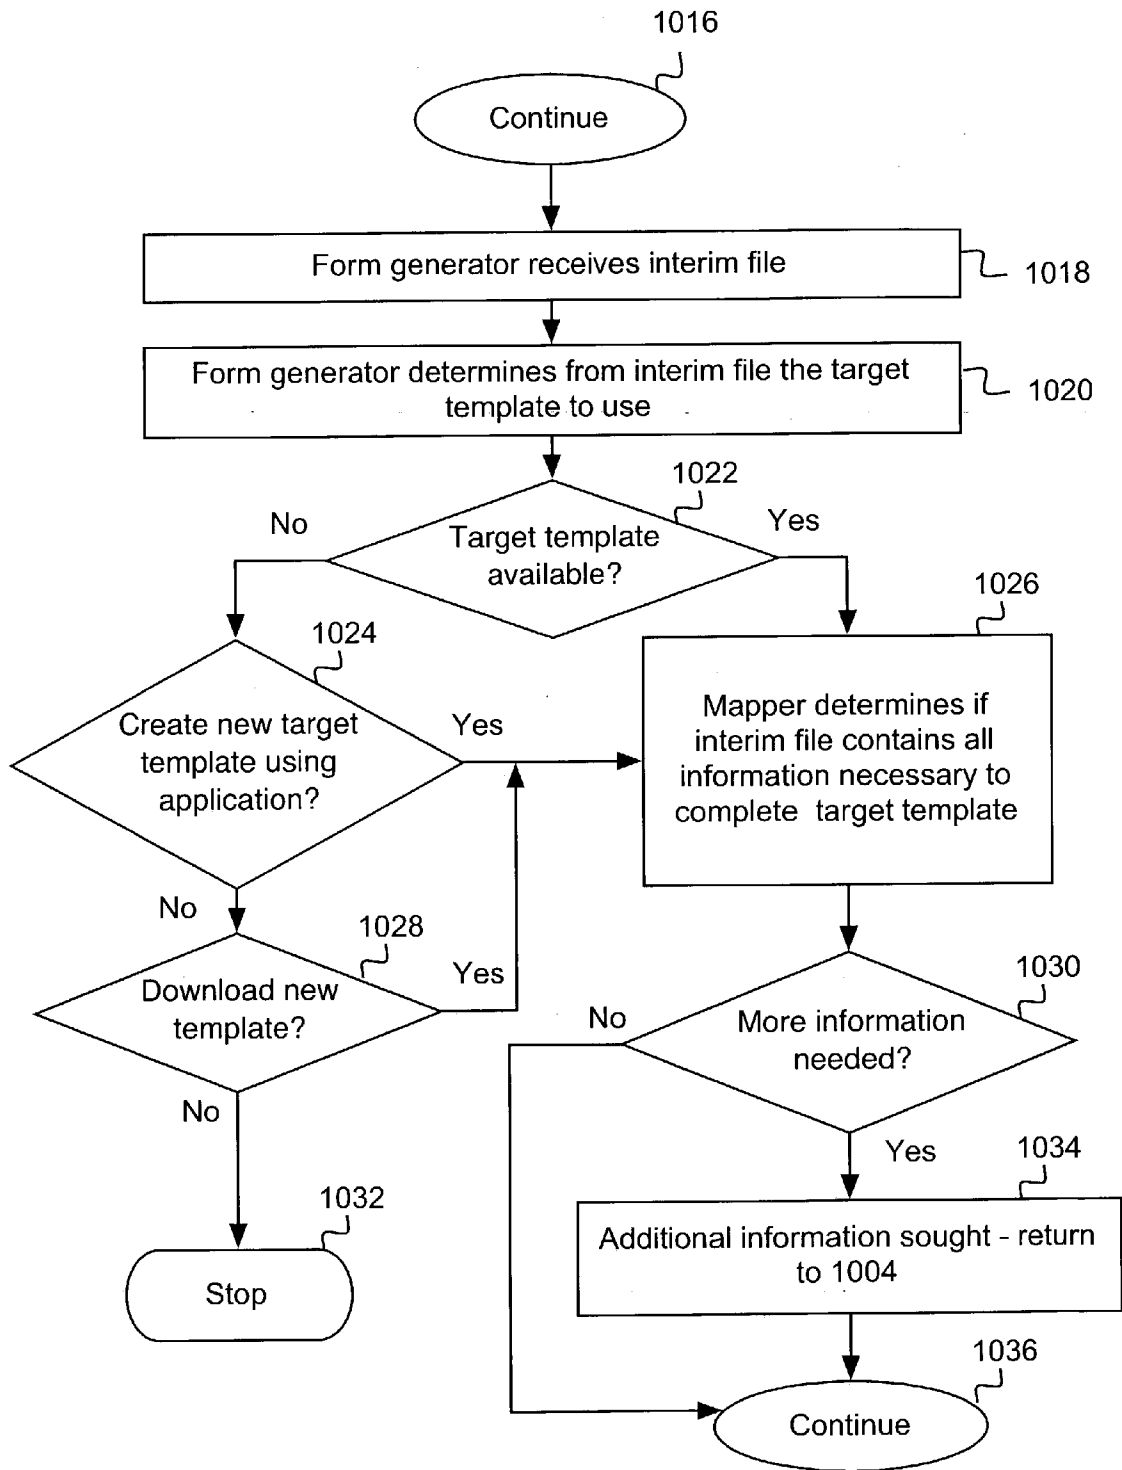 1016
Continue
Form generator receives interim file
1018
Form generator determines from interim file the target
template to use
1020
1022
No
Yes
Target template
available?
1026
1024
Create new target
template using
application?
Yes
Mapper determines if
interim file contains all
information necessary to
complete target template
No
1028
Download new
template?
Yes
1030
No
More information
needed?
No
Yes
1034
1032
Additional information sought - return
to 1004
Stop
1036
Continue